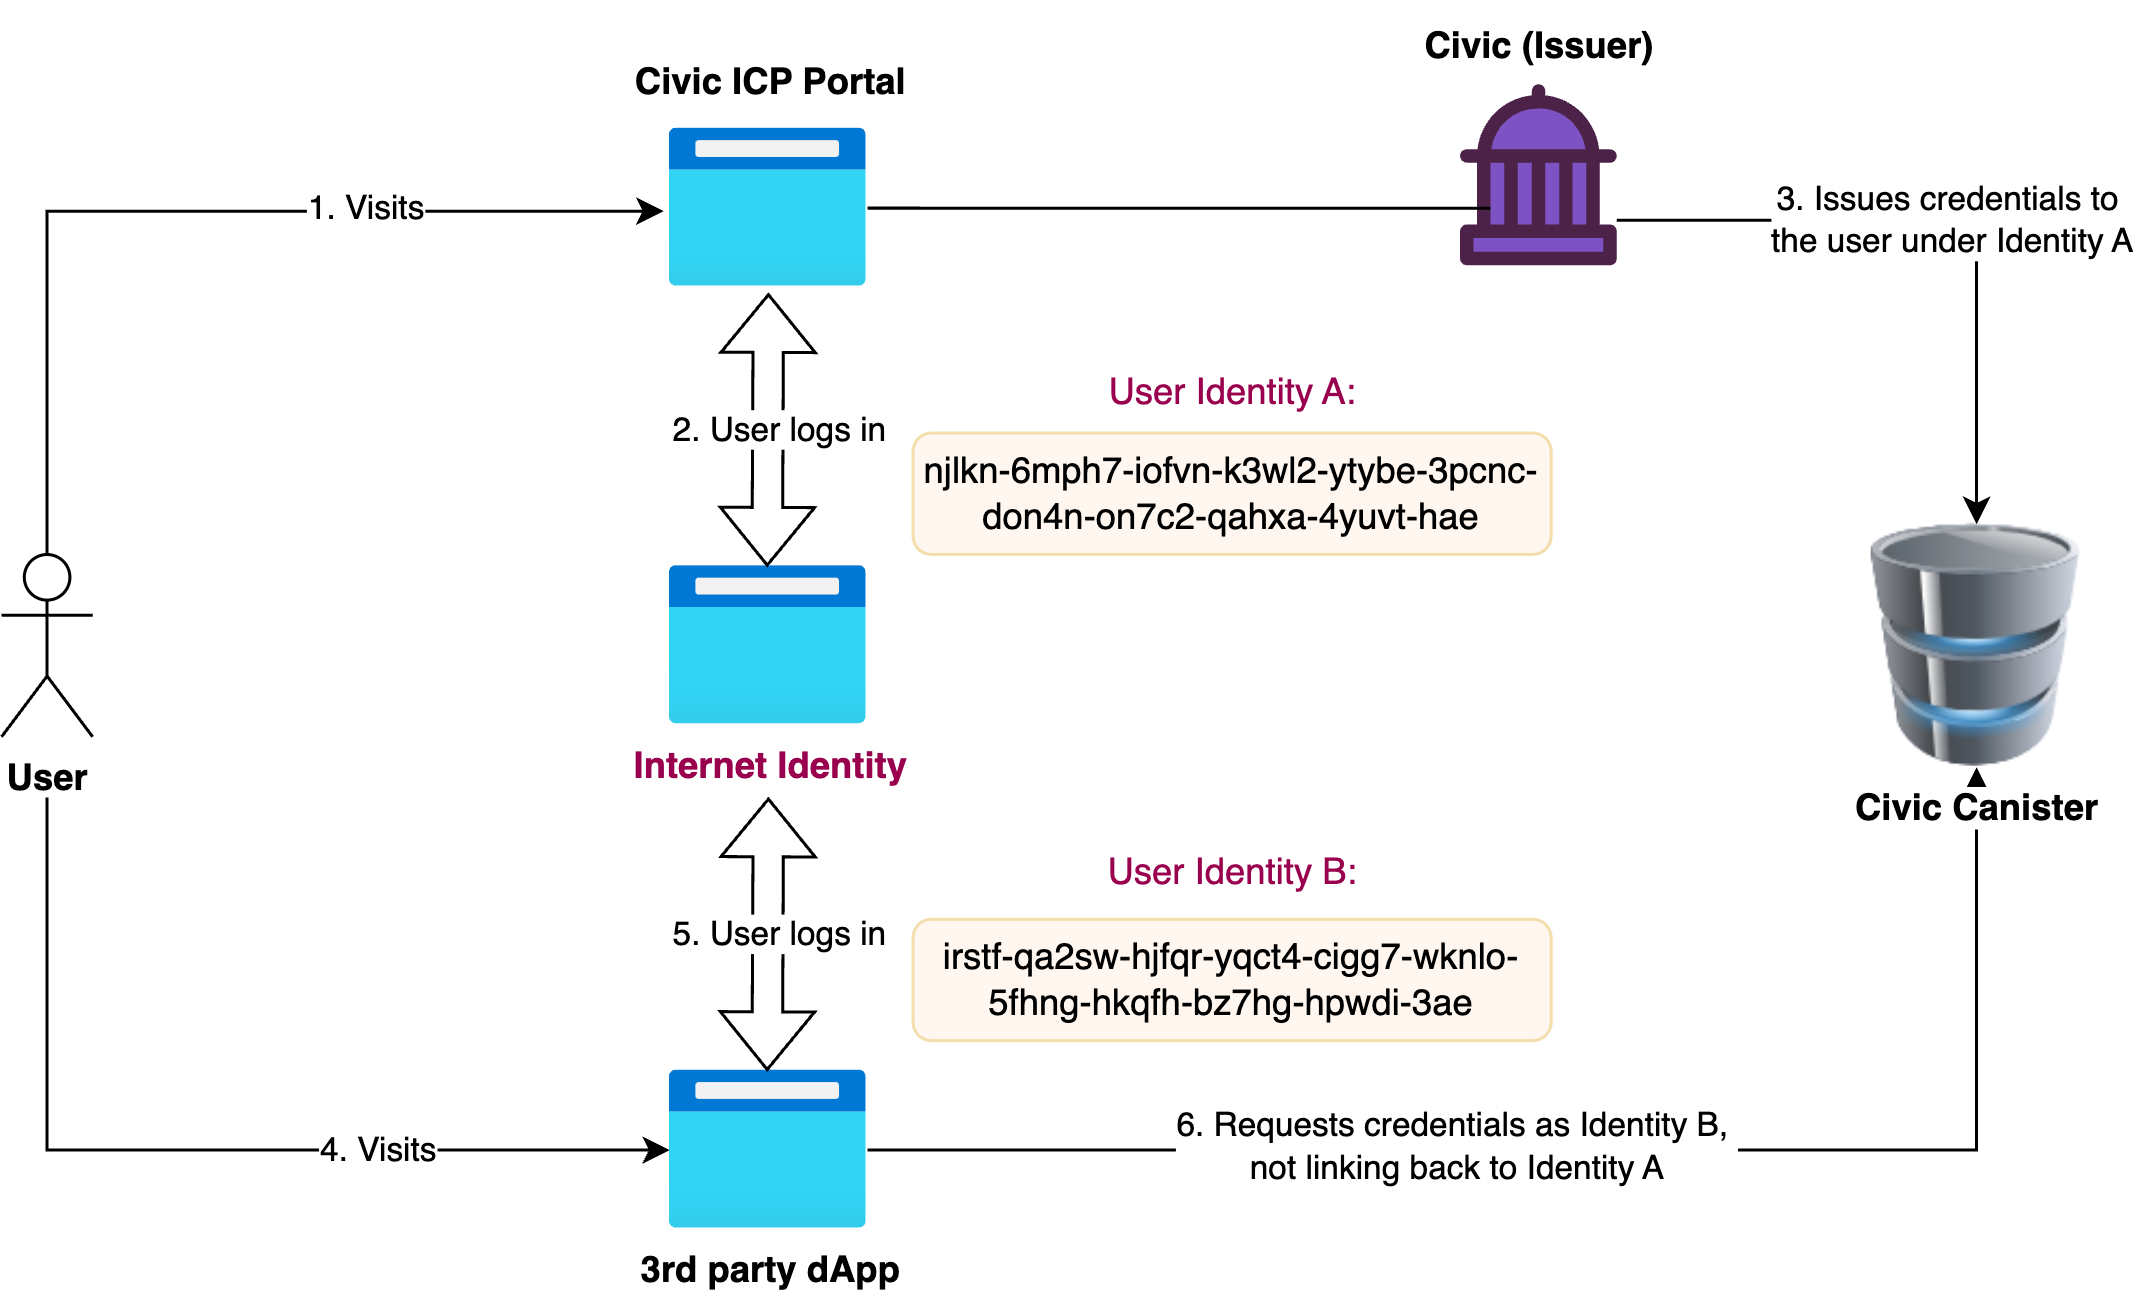 Civic (Issuer)
Civic ICP Portal
1. Visits
3. Issues credentials to
the user under Identity A
User Identity A:
2. User logs in
njlkn-6mph7-iofvn-k3wl2-ytybe-3pcnc-
don4n-on7c2-qahxa-4yuvt-hae
Internet Identity
User
Civic Canister
User Identity B:
5. User logs in
irstf-qa2sw-hjfqr-yqct4-cigg7-wknlo-
5fhng-hkqfh-bz7hg-hpwdi-3ae
4. Visits
6. Requests credentials as Identity B,
not linking back to Identity A
3rd party dApp